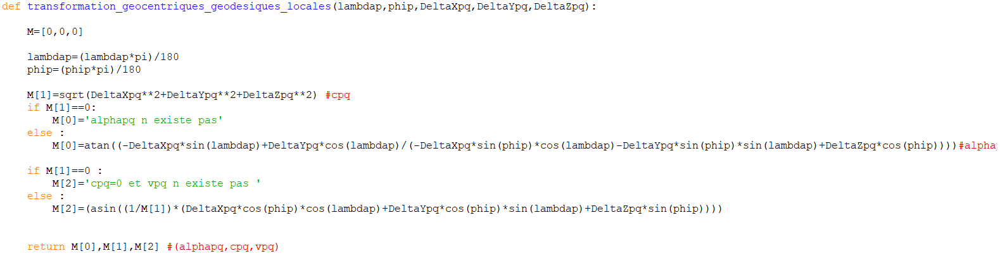 def transformation_geocentriques_geodesiques_locales(lambdap,phip,DeltaXpq,DeltaYpq,DeltaZpq):
M=[0,0,0]
lambdap=(lambdap*pi)/180
phip=(phip*pi)/180
M[1]=sqrt(DeltaXpq**2+DeltaYpq**2+DeltaZpq**2) #cpq
if M[1]==0:
M[0]='alphapq n existe pas'
else :
M[0]=atan((-DeltaXpq*sin(lambdap)+DeltaYpq*cos(lambdap)/(-DeltaXpq*sin(phip)*cos(lambdap)-DeltaYpq*sin(phip)*sin(lambdap)+DeltaZpq*cos(phip))))#alphap
if M[1]==0 :
M[2]='cpq=0 et vpq n existe pas '
else :
M[2]=(asin((1/M[1])*(DeltaXpq*cos(phip)*cos(lambdap)+DeltaYpq*cos(phip)*sin(lambdap)+DeltaZpq*sin(phip))))
return M[0],M[1],M[2] #(alphapq,cpq,vpq)